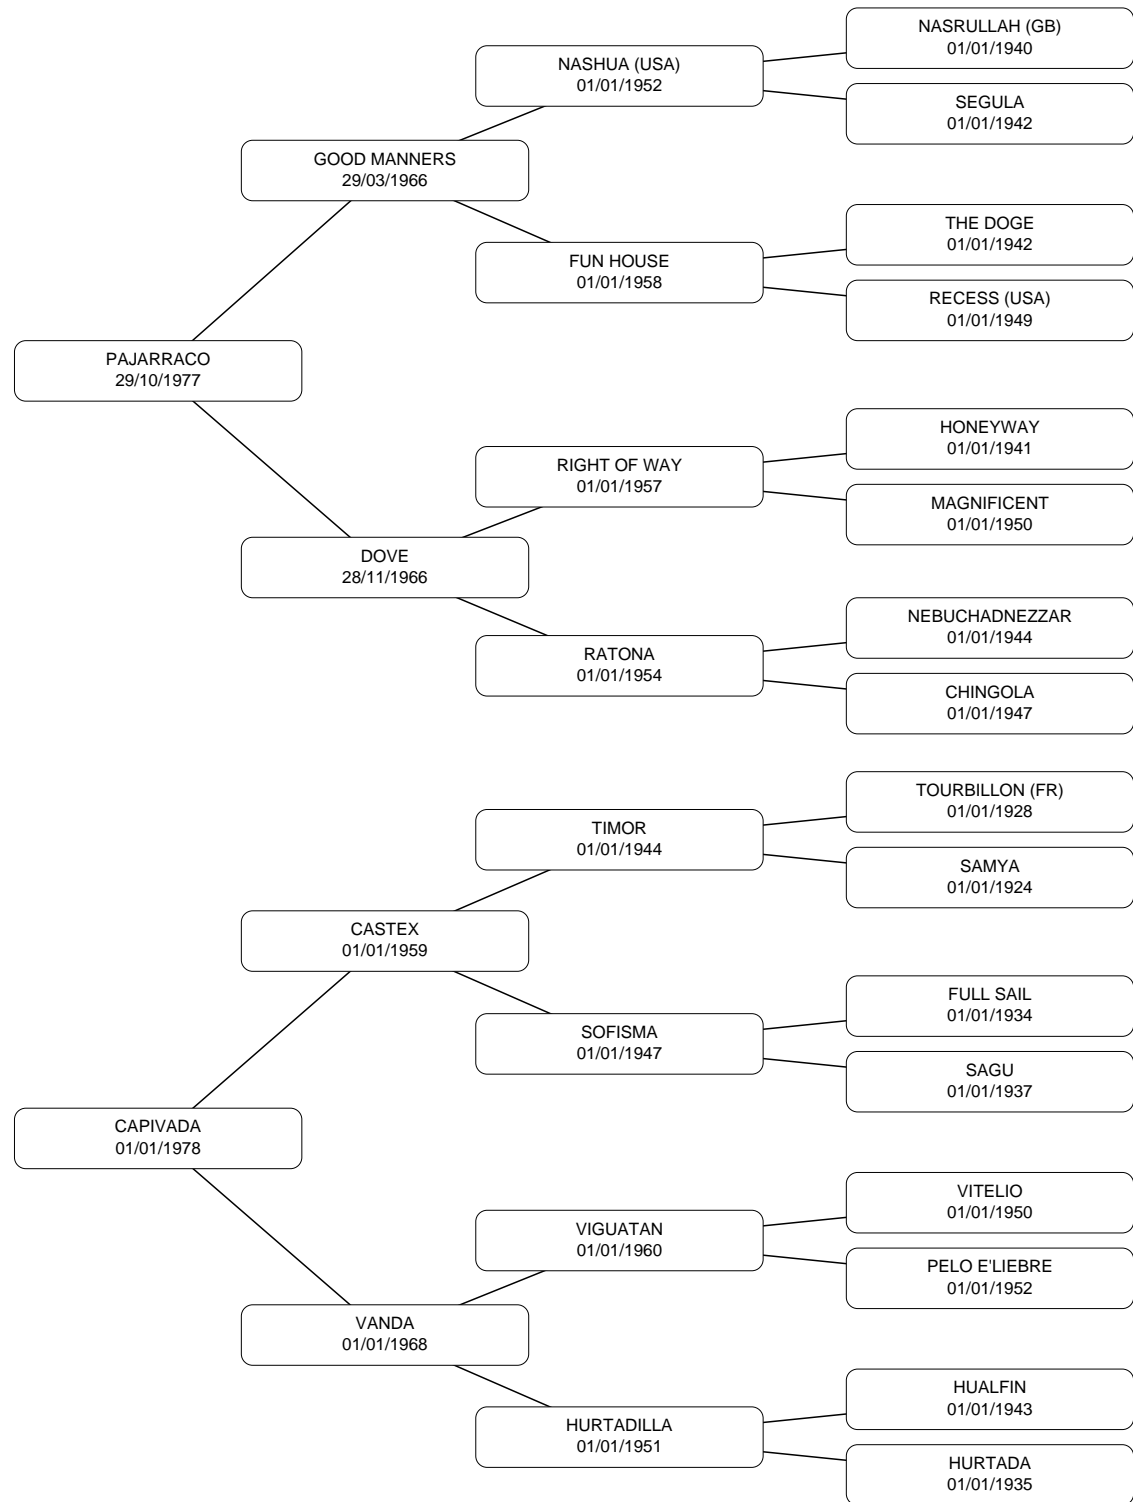 NASRULLAH (GB)
01/01/1940
NASHUA (USA)
01/01/1952
SEGULA
01/01/1942
GOOD MANNERS
29/03/1966
THE DOGE
01/01/1942
FUN HOUSE
01/01/1958
RECESS (USA)
01/01/1949
PAJARRACO
29/10/1977
HONEYWAY
01/01/1941
RIGHT OF WAY
01/01/1957
MAGNIFICENT
01/01/1950
DOVE
28/11/1966
NEBUCHADNEZZAR
01/01/1944
RATONA
01/01/1954
CHINGOLA
01/01/1947
TOURBILLON (FR)
01/01/1928
TIMOR
01/01/1944
SAMYA
01/01/1924
CASTEX
01/01/1959
FULL SAIL
01/01/1934
SOFISMA
01/01/1947
SAGU
01/01/1937
CAPIVADA
01/01/1978
VITELIO
01/01/1950
VIGUATAN
01/01/1960
PELO E'LIEBRE
01/01/1952
VANDA
01/01/1968
HUALFIN
01/01/1943
HURTADILLA
01/01/1951
HURTADA
01/01/1935